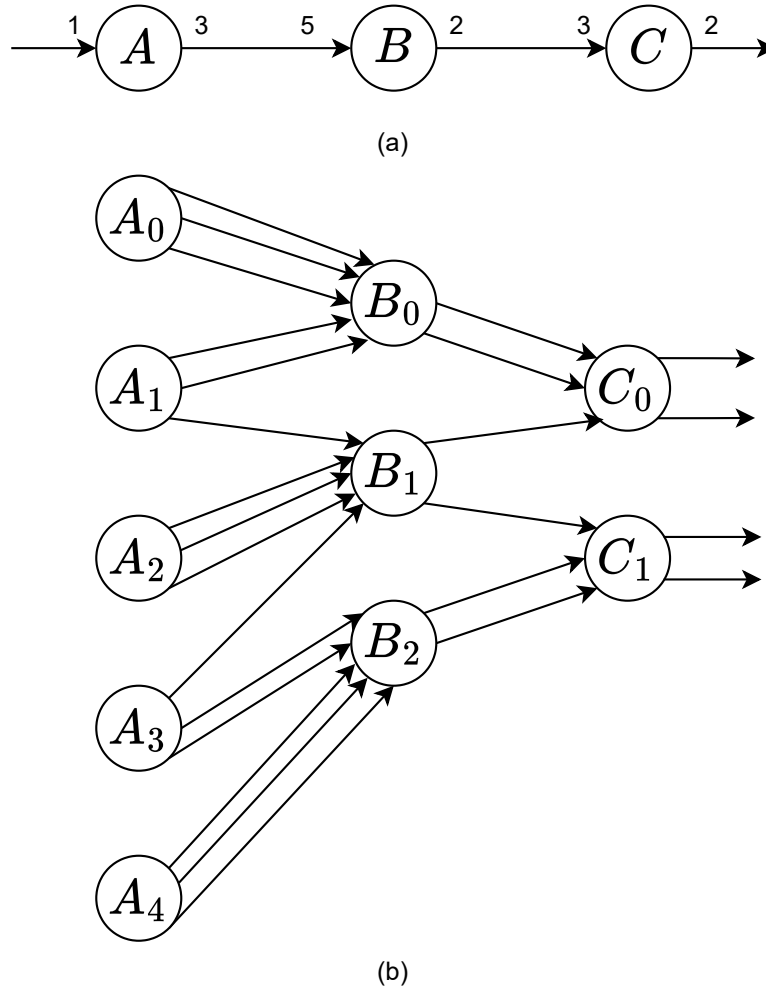 1 A 3 5 B 2 3 C 2
(a)
A₀
B₀
A₁
C₀
B₁
A₂
C₁
B₂
A₃
A₄
(b)